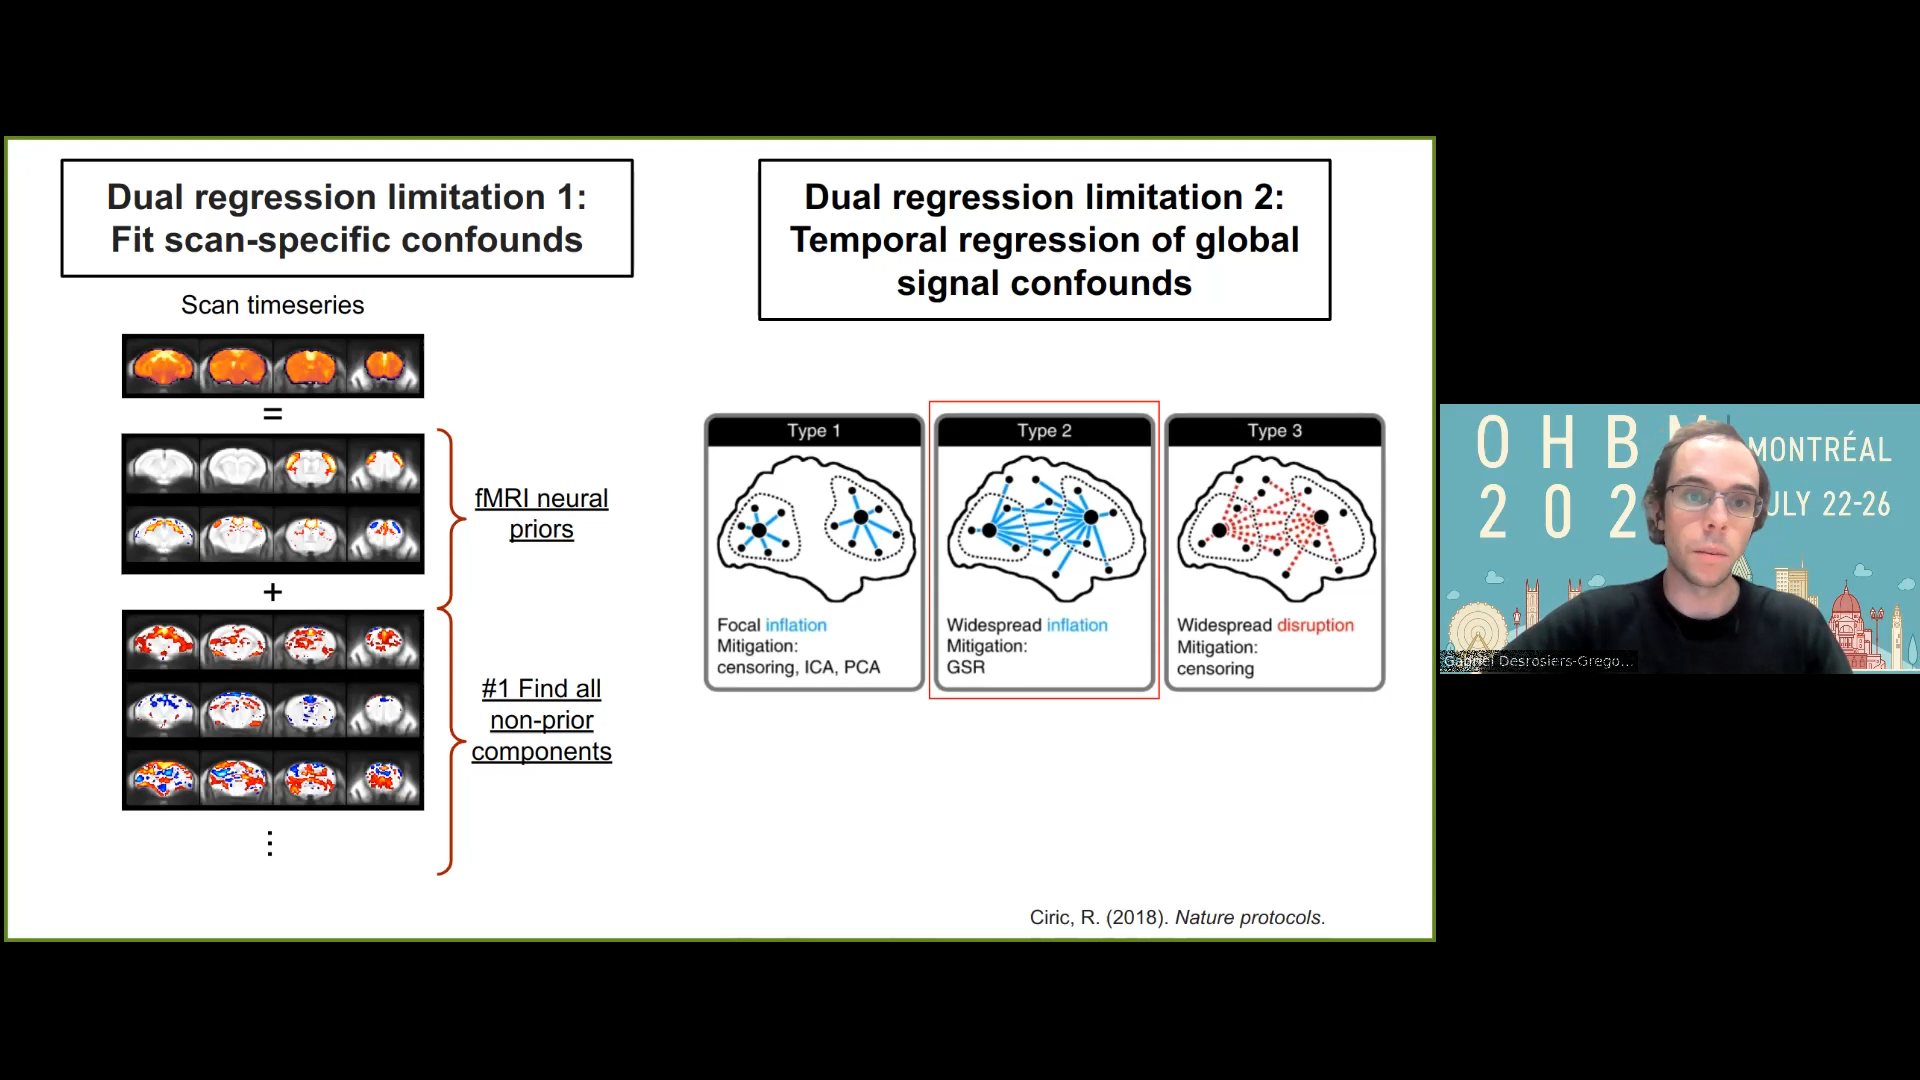 Dual regression limitation 1:
Fit scan-specific confounds
Scan timeseries
=
fMRI neural
priors
+
#1 Find all
non-prior
components
⋮
Dual regression limitation 2:
Temporal regression of global
signal confounds
Type 1
Focal inflation
Mitigation:
censoring, ICA, PCA
Type 2
Widespread inflation
Mitigation:
GSR
Type 3
Widespread disruption
Mitigation:
censoring
Ciric, R. (2018). Nature protocols.
O H B M MONTRÉAL
2 0 2 ULY 22-26
Gabriel Desrosiers-Grego...